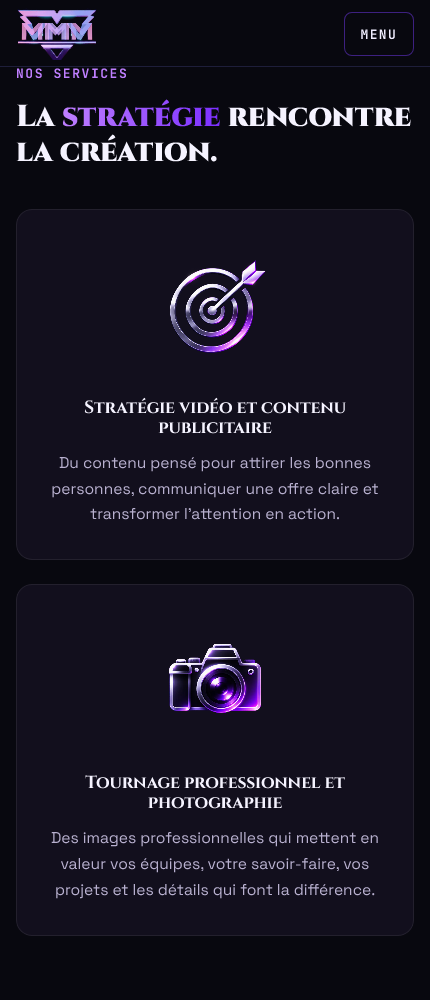 MMM
MENU
NOS SERVICES
La stratégie rencontre
la création.
Stratégie vidéo et contenu
publicitaire
Du contenu pensé pour attirer les bonnes
personnes, communiquer une offre claire et
transformer l’attention en action.
Tournage professionnel et
photographie
Des images professionnelles qui mettent en
valeur vos équipes, votre savoir-faire, vos
projets et les détails qui font la différence.